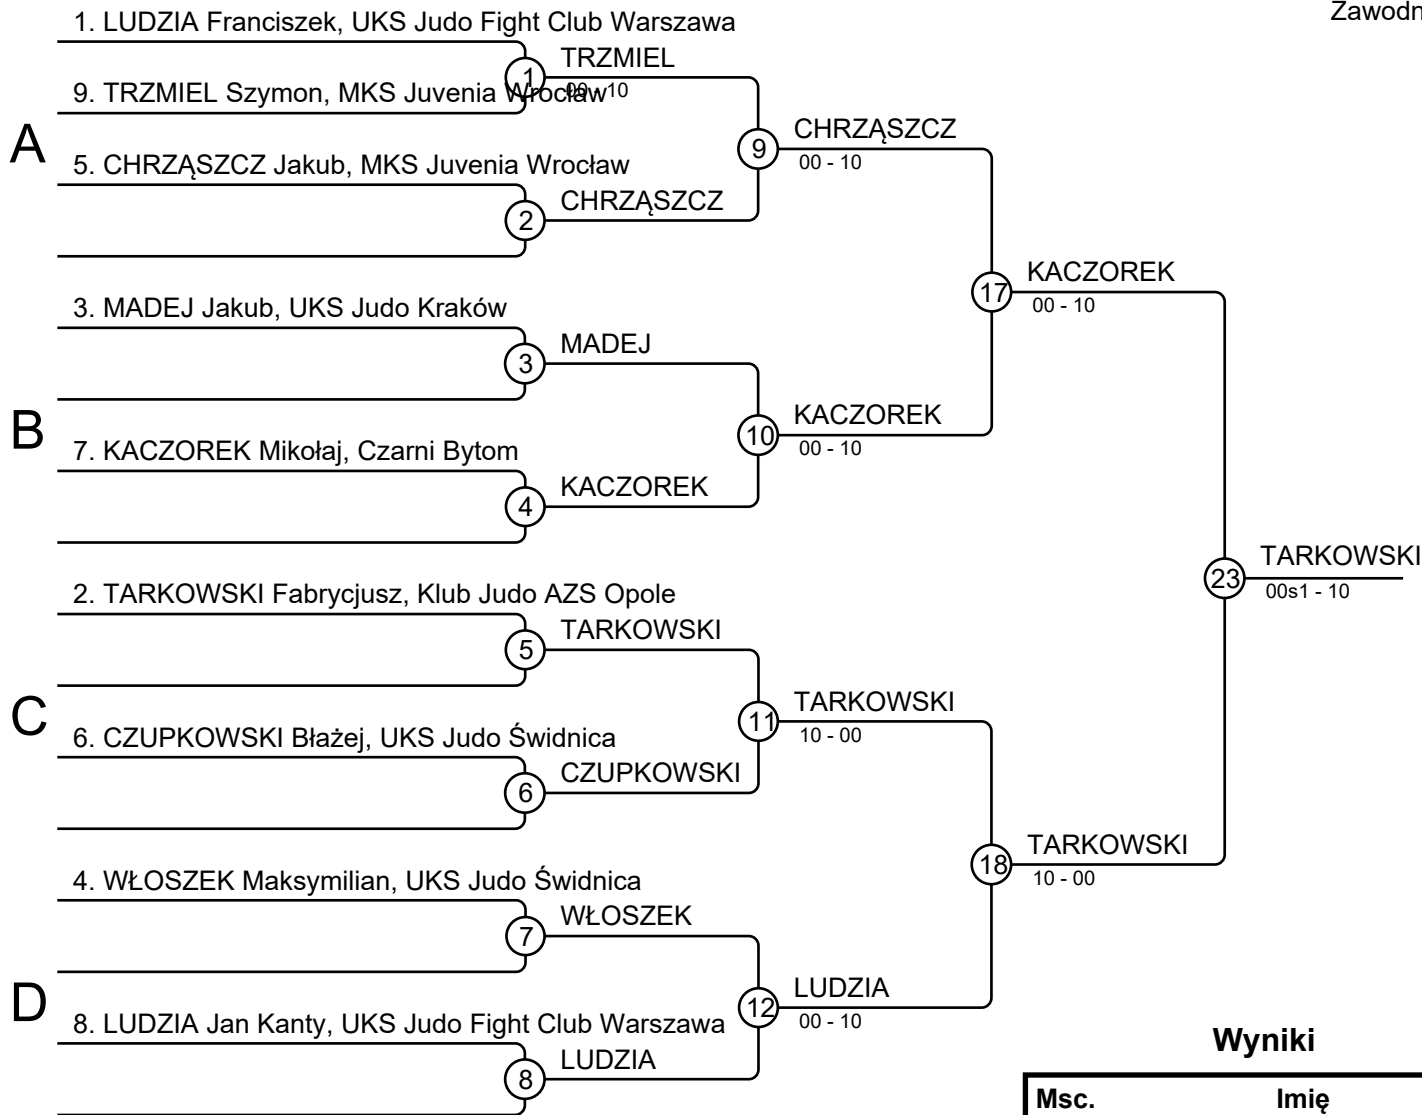 Zawodn
1. LUDZIA Franciszek, UKS Judo Fight Club Warszawa
1
TRZMIEL
00 - 10
9. TRZMIEL Szymon, MKS Juvenia Wrocław
A
9
CHRZĄSZCZ
00 - 10
5. CHRZĄSZCZ Jakub, MKS Juvenia Wrocław
2
CHRZĄSZCZ
17
KACZOREK
00 - 10
3. MADEJ Jakub, UKS Judo Kraków
3
MADEJ
B
10
KACZOREK
00 - 10
7. KACZOREK Mikołaj, Czarni Bytom
4
KACZOREK
23
TARKOWSKI
00s1 - 10
2. TARKOWSKI Fabrycjusz, Klub Judo AZS Opole
5
TARKOWSKI
C
11
TARKOWSKI
10 - 00
6. CZUPKOWSKI Błażej, UKS Judo Świdnica
6
CZUPKOWSKI
18
TARKOWSKI
10 - 00
4. WŁOSZEK Maksymilian, UKS Judo Świdnica
7
WŁOSZEK
D
12
LUDZIA
00 - 10
8. LUDZIA Jan Kanty, UKS Judo Fight Club Warszawa
8
LUDZIA
Wyniki
Msc. Imię